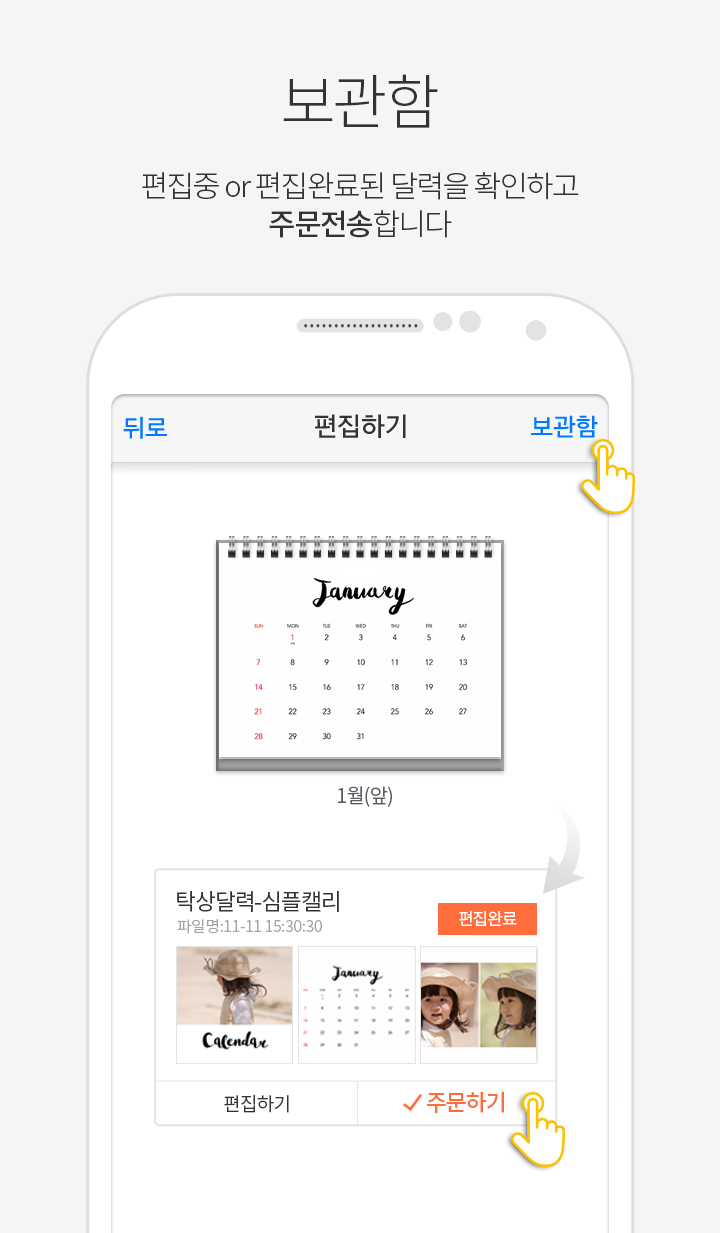 보관함
편집중 or 편집완료된 달력을 확인하고
주문전송합니다
뒤로 편집하기 보관함
January
SUN MON TUE WED THU FRI SAT
1 2 3 4 5 6
7 8 9 10 11 12 13
14 15 16 17 18 19 20
21 22 23 24 25 26 27
28 29 30 31
1월(앞)
탁상달력-심플캘리
파일명:11-11 15:30:30
편집완료
Calendar
January
편집하기 주문하기